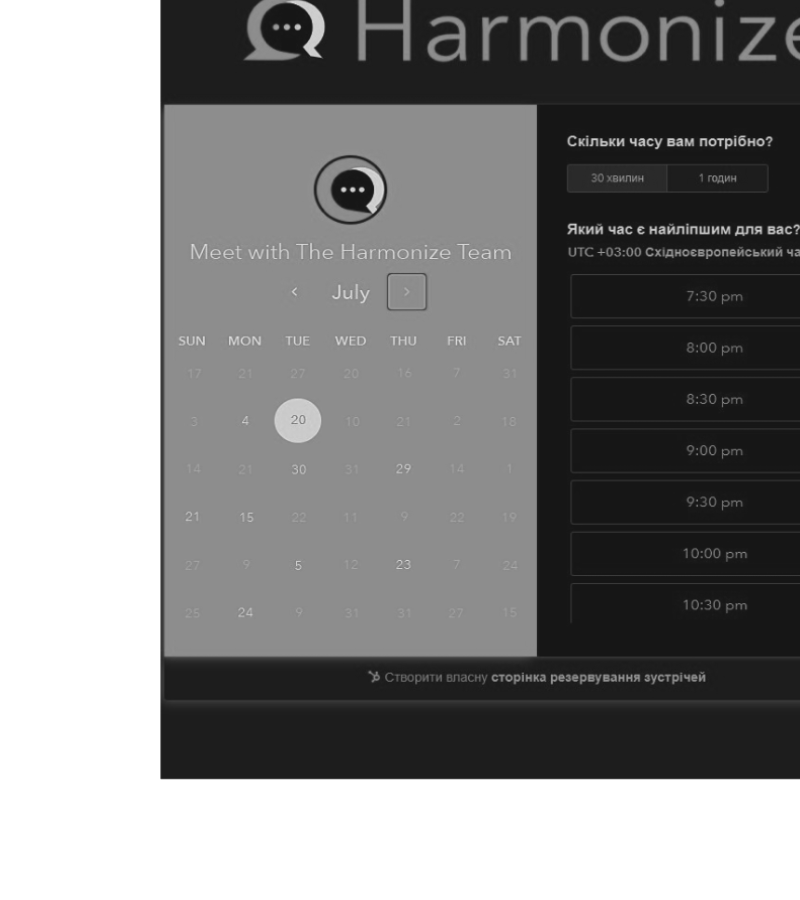 Harmonize
Meet with The Harmonize Team
July
SUN MON TUE WED THU FRI SAT
17 21 27 20 16 7 31
3 4 20 10 21 2 18
14 21 30 31 29 14 1
21 15 22 11 9 22 19
27 9 5 12 23 7 24
25 24 9 31 31 27 15
Скільки часу вам потрібно?
30 хвилин 1 годин
Який час є найліпшим для вас?
UTC +03:00 Східноєвропейський ча
7:30 pm
8:00 pm
8:30 pm
9:00 pm
9:30 pm
10:00 pm
10:30 pm
Створити власну сторінка резервування зустрічей